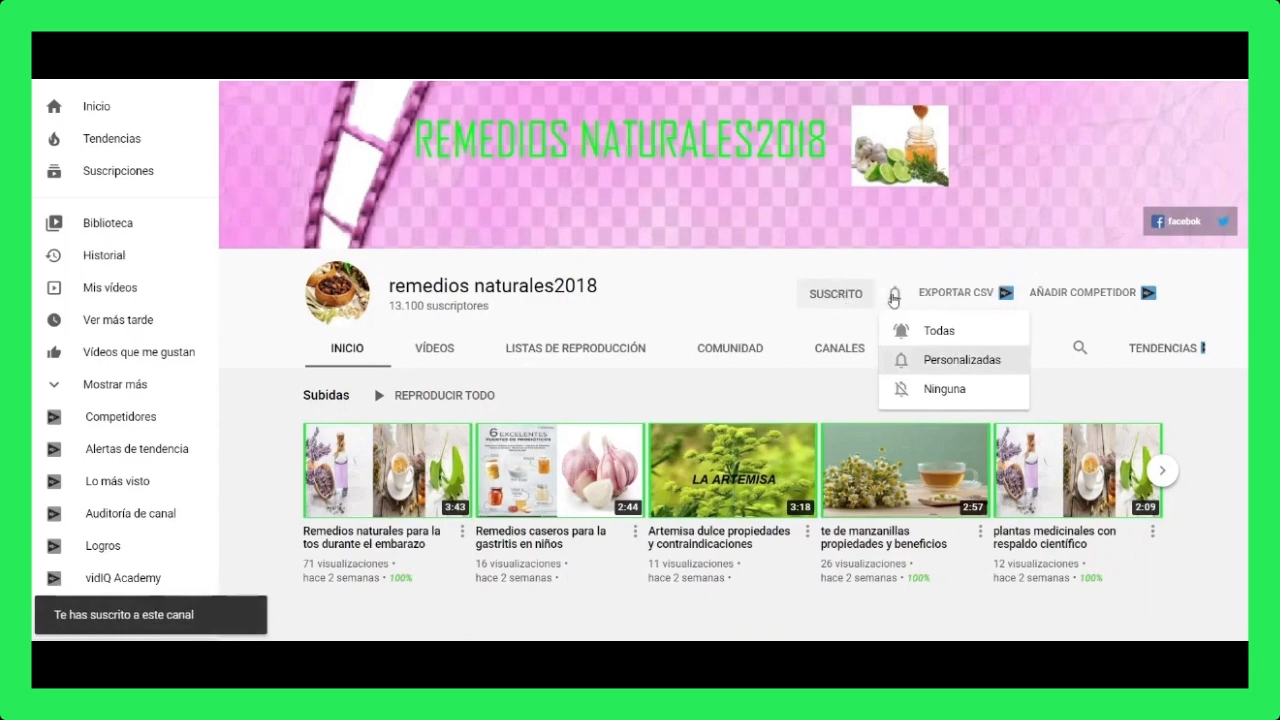 Inicio
Tendencias
Suscripciones
Biblioteca
Historial
Mis vídeos
Ver más tarde
Vídeos que me gustan
Mostrar más
Competidores
Alertas de tendencia
Lo más visto
Auditoría de canal
Logros
vidIQ Academy
Te has suscrito a este canal
REMEDIOS NATURALES2018
facebok
remedios naturales2018
13.100 suscriptores
SUSCRITO
EXPORTAR CSV
AÑADIR COMPETIDOR
Todas
Personalizadas
Ninguna
INICIO
VÍDEOS
LISTAS DE REPRODUCCIÓN
COMUNIDAD
CANALES
TENDENCIAS
Subidas
REPRODUCIR TODO
3:43
Remedios naturales para la
tos durante el embarazo
71 visualizaciones •
hace 2 semanas • 100%
6 EXCELENTES
FUENTES DE PROBIÓTICOS
2:44
Remedios caseros para la
gastritis en niños
16 visualizaciones •
hace 2 semanas •
LA ARTEMISA
3:18
Artemisa dulce propiedades
y contraindicaciones
11 visualizaciones •
hace 2 semanas •
2:57
te de manzanillas
propiedades y beneficios
26 visualizaciones •
hace 2 semanas • 100%
2:09
plantas medicinales con
respaldo científico
12 visualizaciones •
hace 2 semanas • 100%